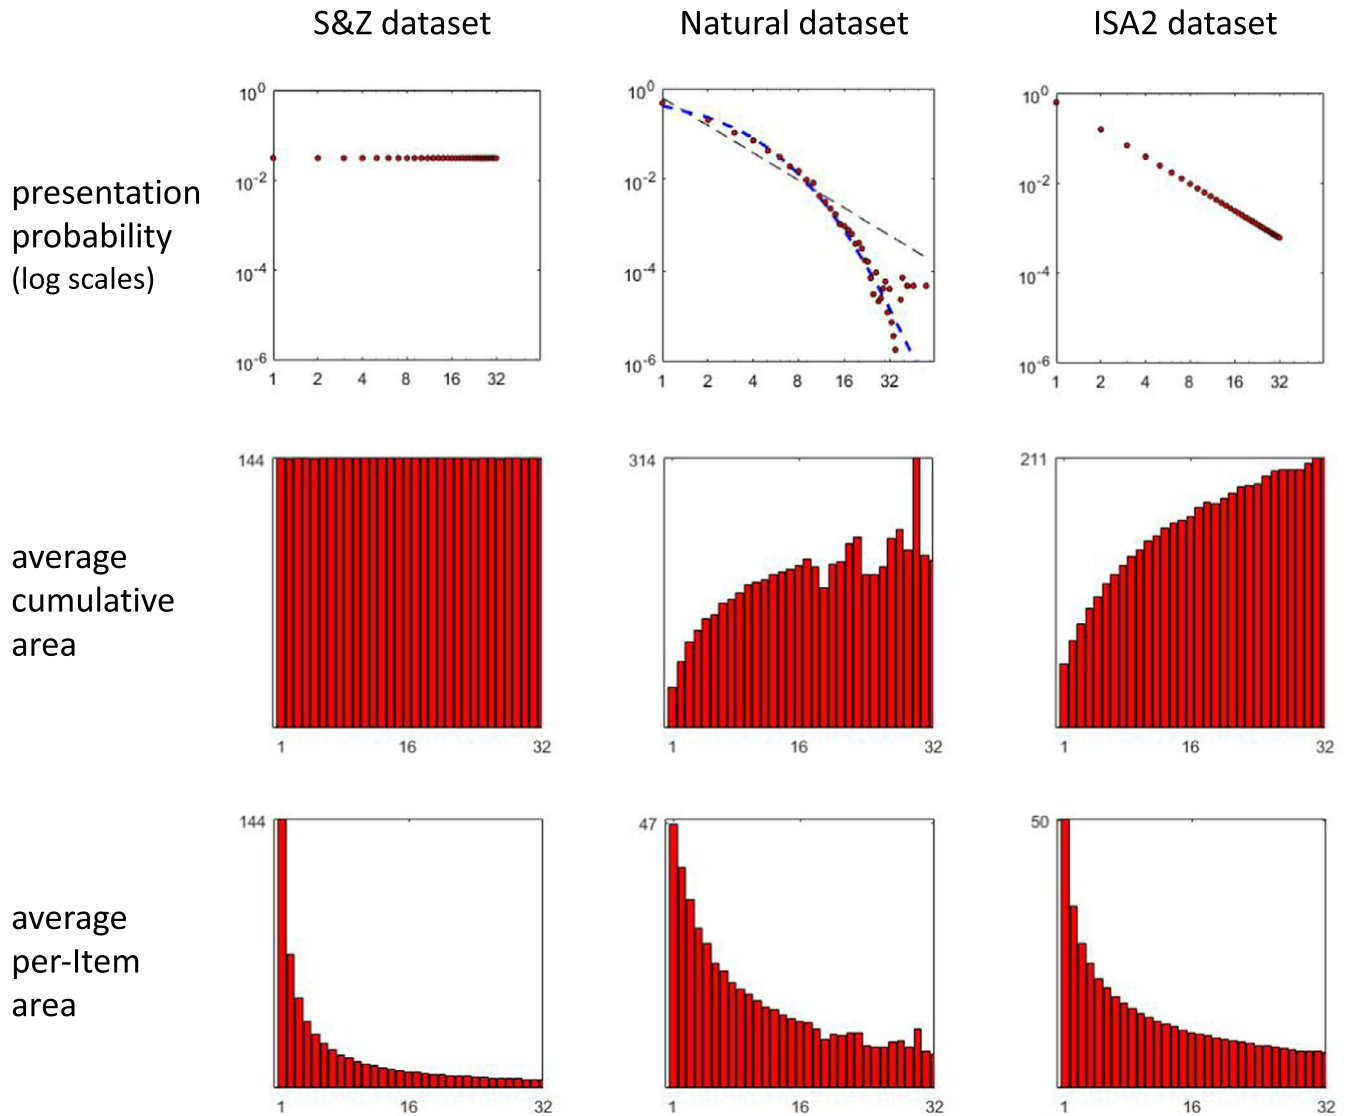 S&Z dataset Natural dataset ISA2 dataset
presentation
probability
(log scales)
10^0
10^-2
10^-4
10^-6
1 2 4 8 16 32
10^0
10^-2
10^-4
10^-6
1 2 4 8 16 32
10^0
10^-2
10^-4
10^-6
1 2 4 8 16 32
average
cumulative
area
144
1 16 32
314
1 16 32
211
1 16 32
average
per-Item
area
144
1 16 32
47
1 16 32
50
1 16 32